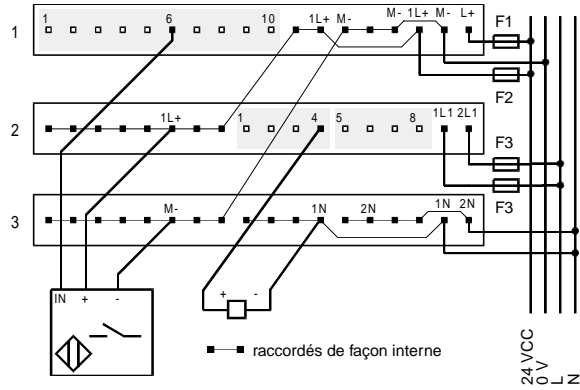 1 6 10 1L+ M- M- 1L+ M- L+ F1
1
F2
2
1L+ 1 4 5 8 1L1 2L1 F3
3
M- 1N 2N 1N 2N F3
IN + -
+ -
raccordés de façon interne
24 VCC
0 V
L
N